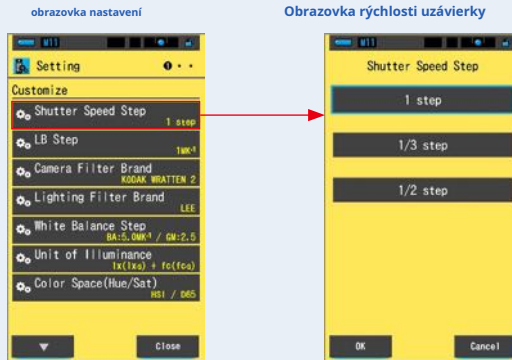 obrazovka nastavení
Obrazovka rýchlosti uzávierky
M11
Setting
Customize
Shutter Speed Step
1 step
LB Step
1MK-¹
Camera Filter Brand
KODAK WRATTEN 2
Lighting Filter Brand
LEE
White Balance Step
BA:5.0MK-¹ / GM:2.5
Unit of Illuminance
lx(lxs) + fc(fcs)
Color Space(Hue/Sat)
HSI / D65
Close
M11
Shutter Speed Step
1 step
1/3 step
1/2 step
OK
Cancel